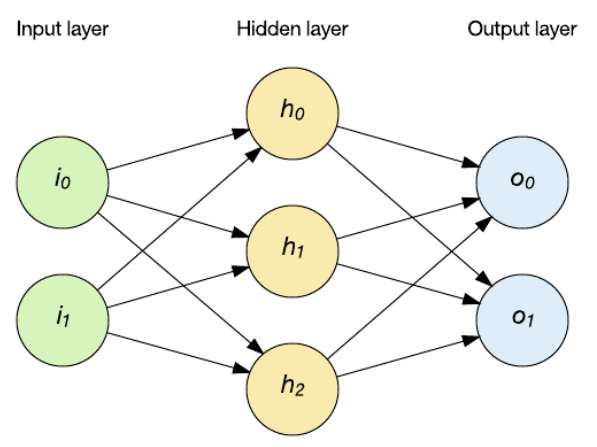 Input layer
Hidden layer
Output layer
h0
i0
o0
h1
i1
o1
h2